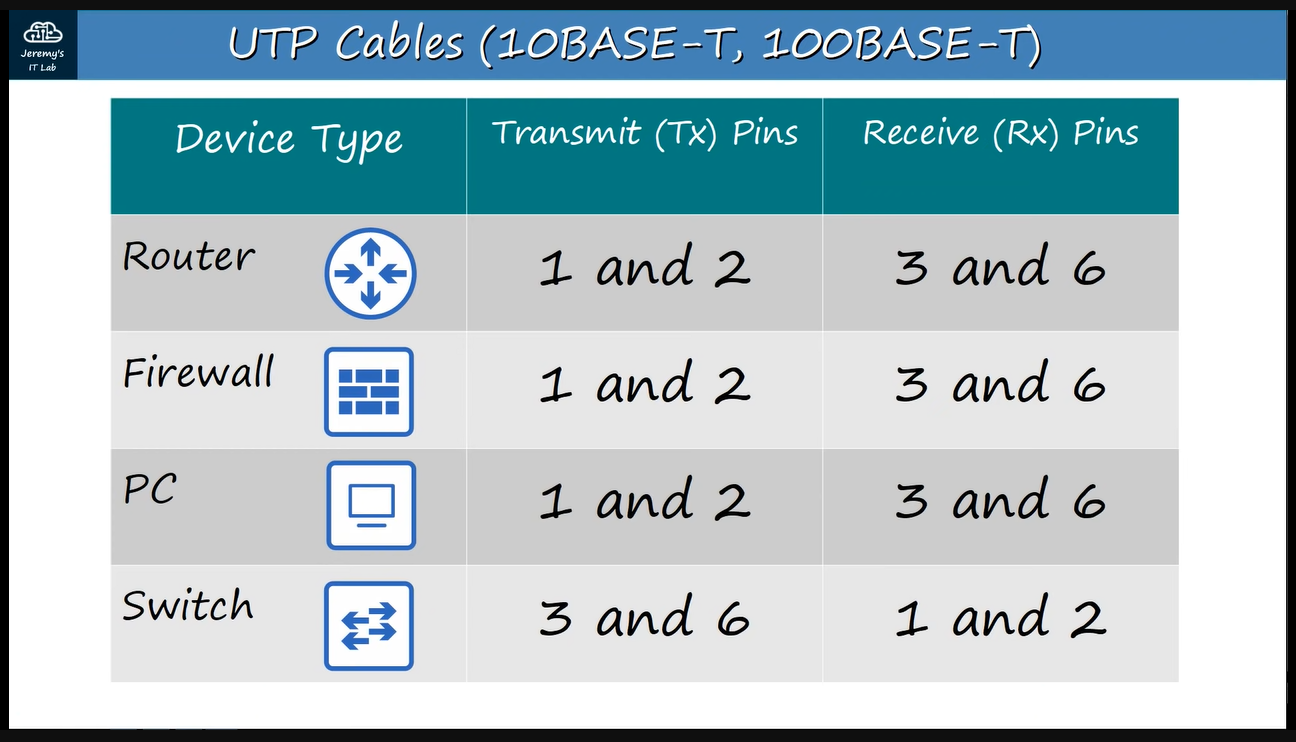 Jeremy's
IT Lab
UTP Cables (10BASE-T, 100BASE-T)
Device Type Transmit (Tx) Pins Receive (Rx) Pins
Router 1 and 2 3 and 6
Firewall 1 and 2 3 and 6
PC 1 and 2 3 and 6
Switch 3 and 6 1 and 2